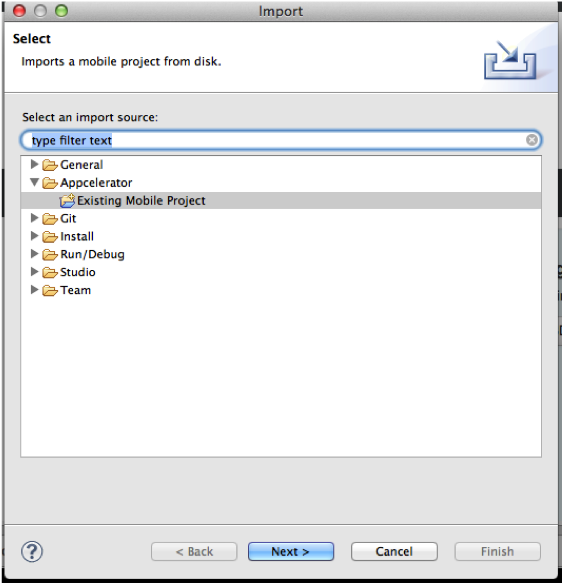 Import
Select
Imports a mobile project from disk.
Select an import source:
type filter text
General
Appcelerator
Existing Mobile Project
Git
Install
Run/Debug
Studio
Team
?
< Back Next > Cancel Finish